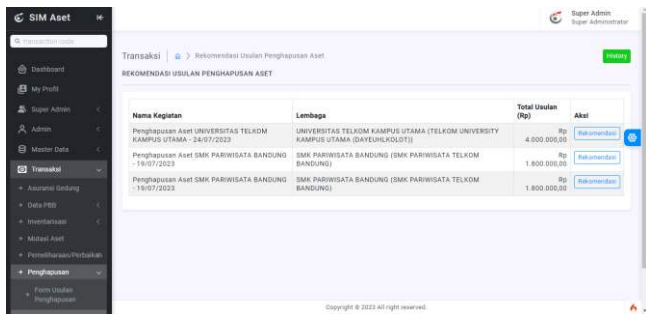 SIM Aset
Super Admin
Super Administrator
transaction code
Transaksi
Rekomendasi Usulan Penghapusan Aset
History
Dashboard
REKOMENDASI USULAN PENGHAPUSAN ASET
My Profil
Super Admin
Admin
Master Data
Transaksi
Asuransi Gedung
Data PBB
Inventarisasi
Mutasi Aset
Pemeliharaan/Perbaikan
Penghapusan
Form Usulan
Penghapusan
Nama Kegiatan Lembaga Total Usulan (Rp) Aksi
Penghapusan Aset UNIVERSITAS TELKOM UNIVERSITAS TELKOM KAMPUS UTAMA (TELKOM UNIVERSITY Rp Rekomendasi
KAMPUS UTAMA - 24/07/2023 KAMPUS UTAMA (DAYEUHLKOLOT)) 4.000.000,00
Penghapusan Aset SMK PARIWISATA BANDUNG SMK PARIWISATA BANDUNG (SMK PARIWISATA TELKOM Rp Rekomendasi
- 19/07/2023 BANDUNG) 1.800.000,00
Penghapusan Aset SMK PARIWISATA BANDUNG SMK PARIWISATA BANDUNG (SMK PARIWISATA TELKOM Rp Rekomendasi
- 19/07/2023 BANDUNG) 1.800.000,00
Copyright © 2023 All right reserved.